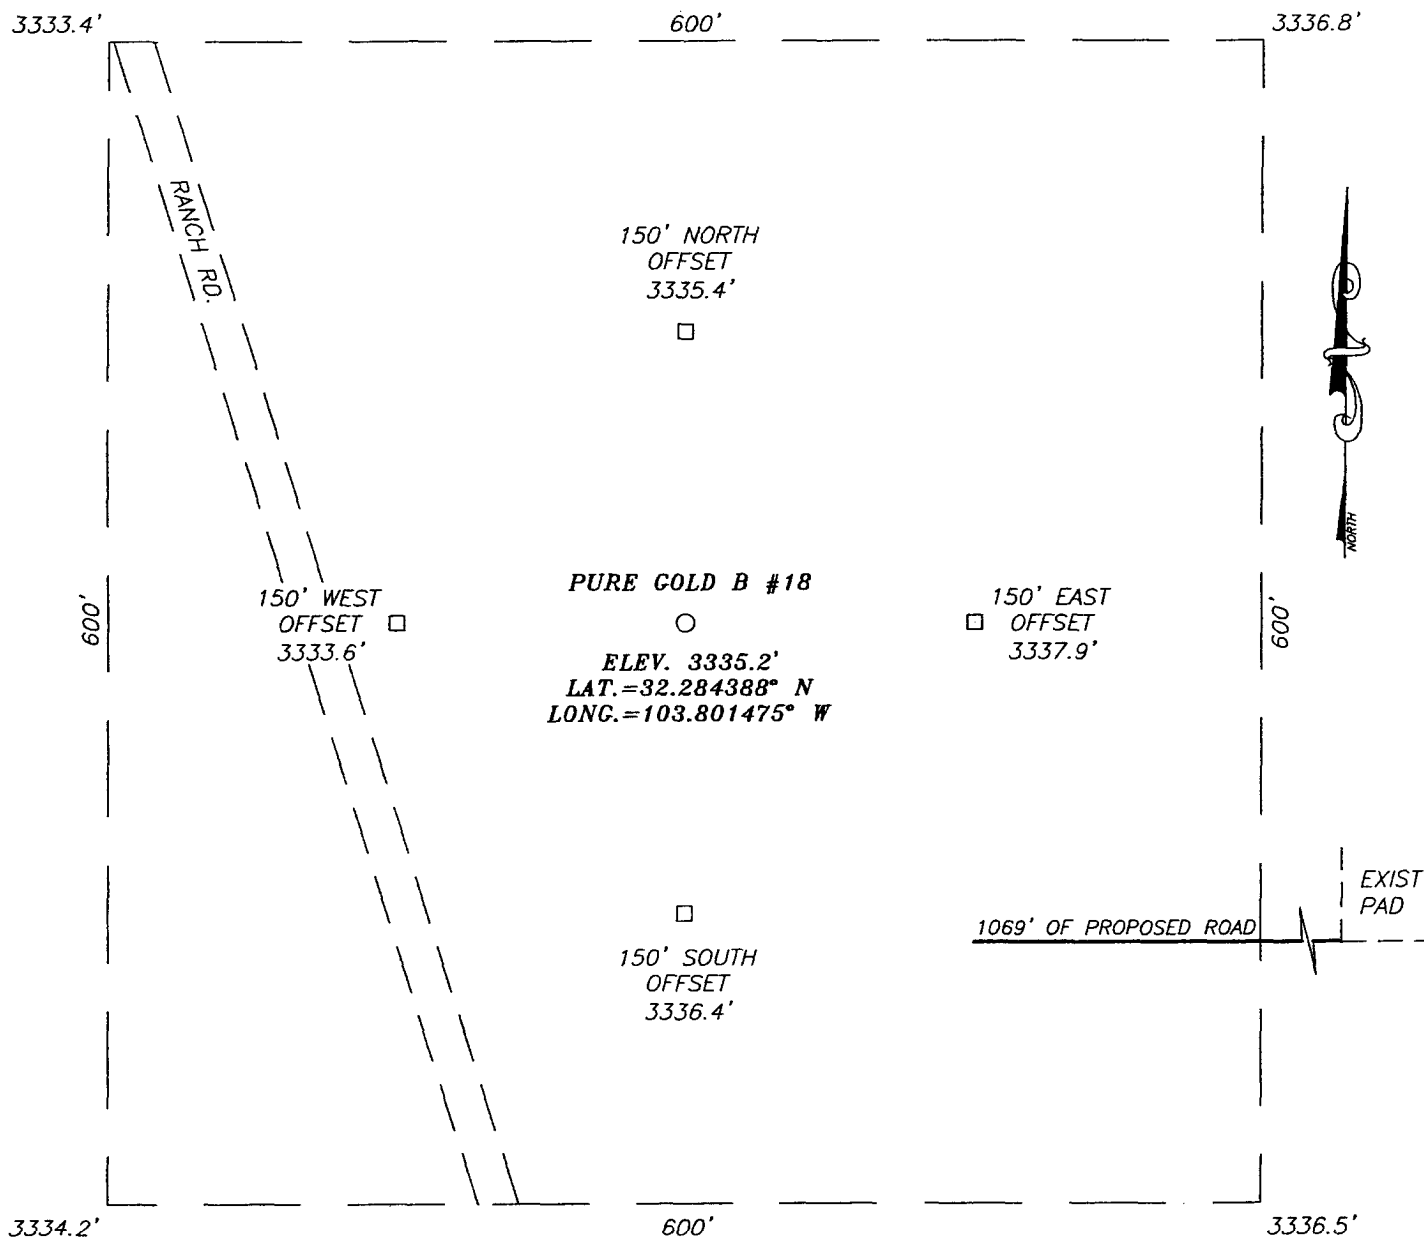 3333.4'
600'
3336.8'
RANCH RD.
150' NORTH
OFFSET
3335.4'
NORTH
600'
150' WEST
OFFSET
3333.6'
PURE GOLD B #18
ELEV. 3335.2'
LAT.=32.284388° N
LONG.=103.801475° W
150' EAST
OFFSET
3337.9'
600'
150' SOUTH
OFFSET
3336.4'
1069' OF PROPOSED ROAD
EXIST
PAD
3334.2'
600'
3336.5'